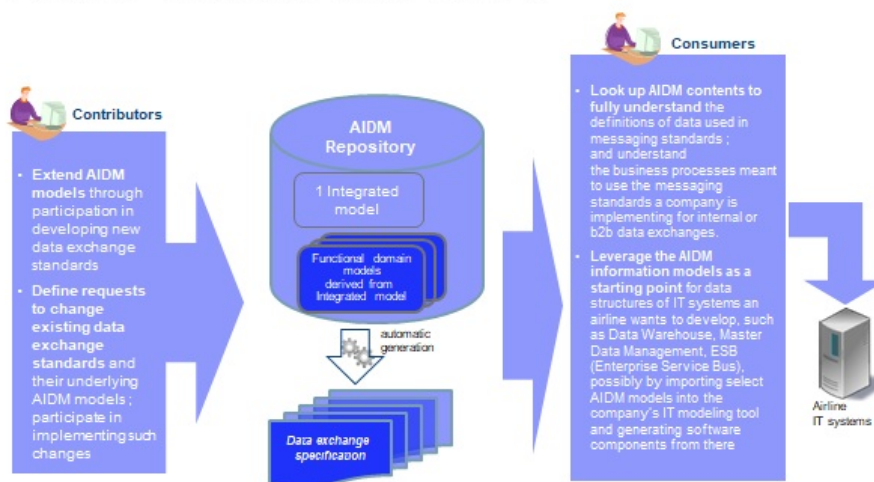 Contributors
• Extend AIDM
models through
participation in
developing new
data exchange
standards
• Define requests
to change
existing data
exchange
standards and
their underlying
AIDM models;
participate in
implementing such
changes
AIDM
Repository
1 Integrated
model
Functional domain
models
derived from
Integrated model
automatic
generation
Data exchange
specification
Consumers
• Look up AIDM contents to
fully understand the
definitions of data used in
messaging standards;
and understand
the business processes meant
to use the messaging
standards a company is
implementing for internal or
b2b data exchanges.
• Leverage the AIDM
information models as a
starting point for data
structures of IT systems an
airline wants to develop, such
as Data Warehouse, Master
Data Management, ESB
(Enterprise Service Bus),
possibly by importing select
AIDM models into the
company's IT modeling tool
and generating software
components from there
Airline
IT systems